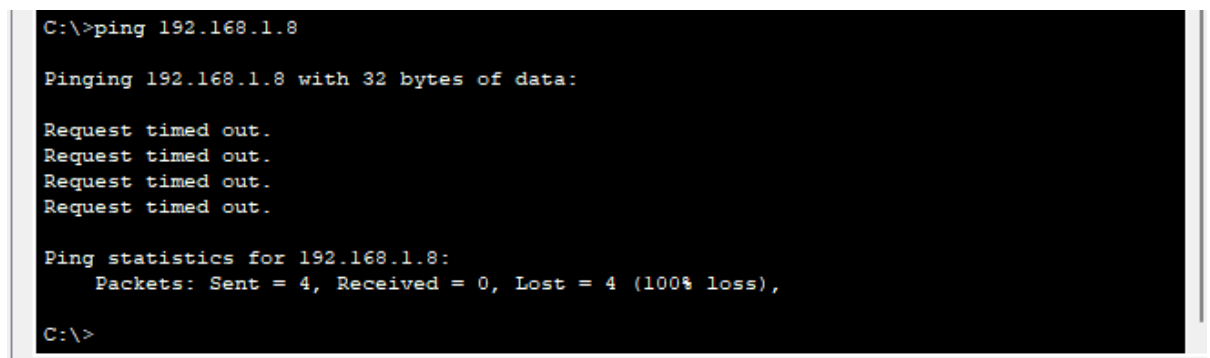 C:\>ping 192.168.1.8
Pinging 192.168.1.8 with 32 bytes of data:
Request timed out.
Request timed out.
Request timed out.
Request timed out.
Ping statistics for 192.168.1.8:
    Packets: Sent = 4, Received = 0, Lost = 4 (100% loss),
C:\>